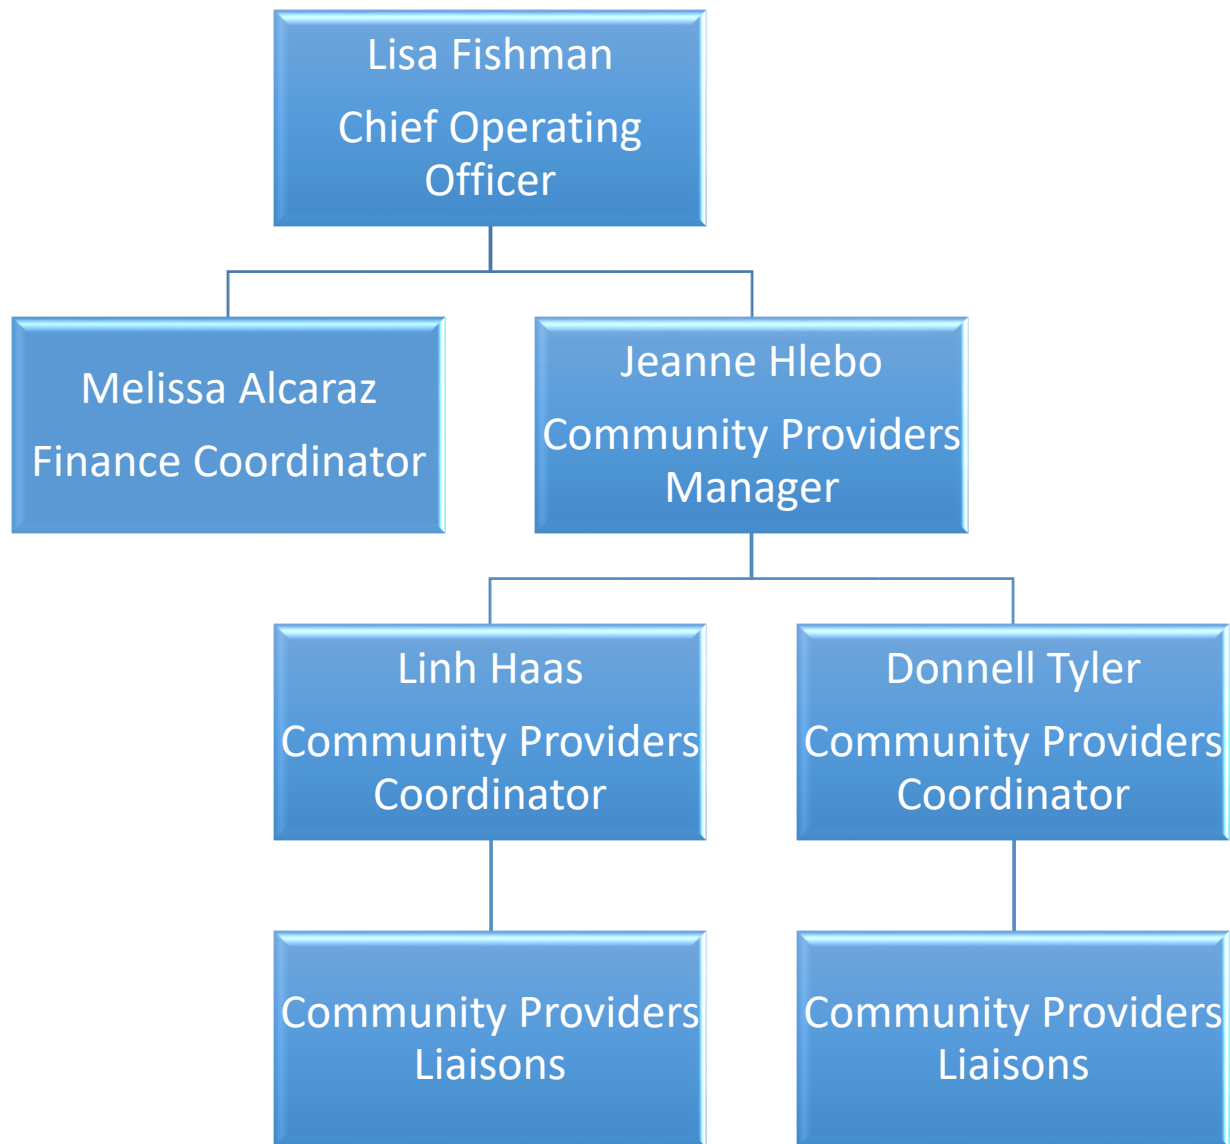 Lisa Fishman
Chief Operating
Officer
Melissa Alcaraz
Finance Coordinator
Jeanne Hlebo
Community Providers
Manager
Linh Haas
Community Providers
Coordinator
Donnell Tyler
Community Providers
Coordinator
Community Providers
Liaisons
Community Providers
Liaisons